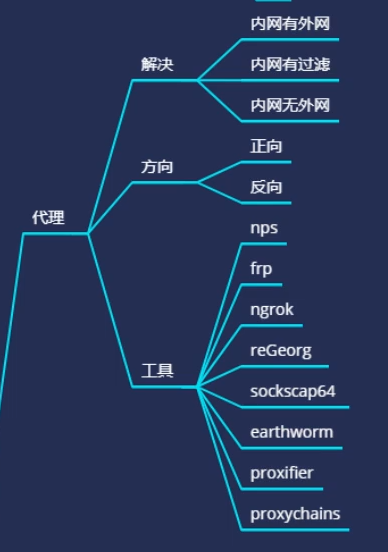 代理
解决
内网有外网
内网有过滤
内网无外网
方向
正向
反向
工具
nps
frp
ngrok
reGeorg
sockscap64
earthworm
proxifier
proxychains